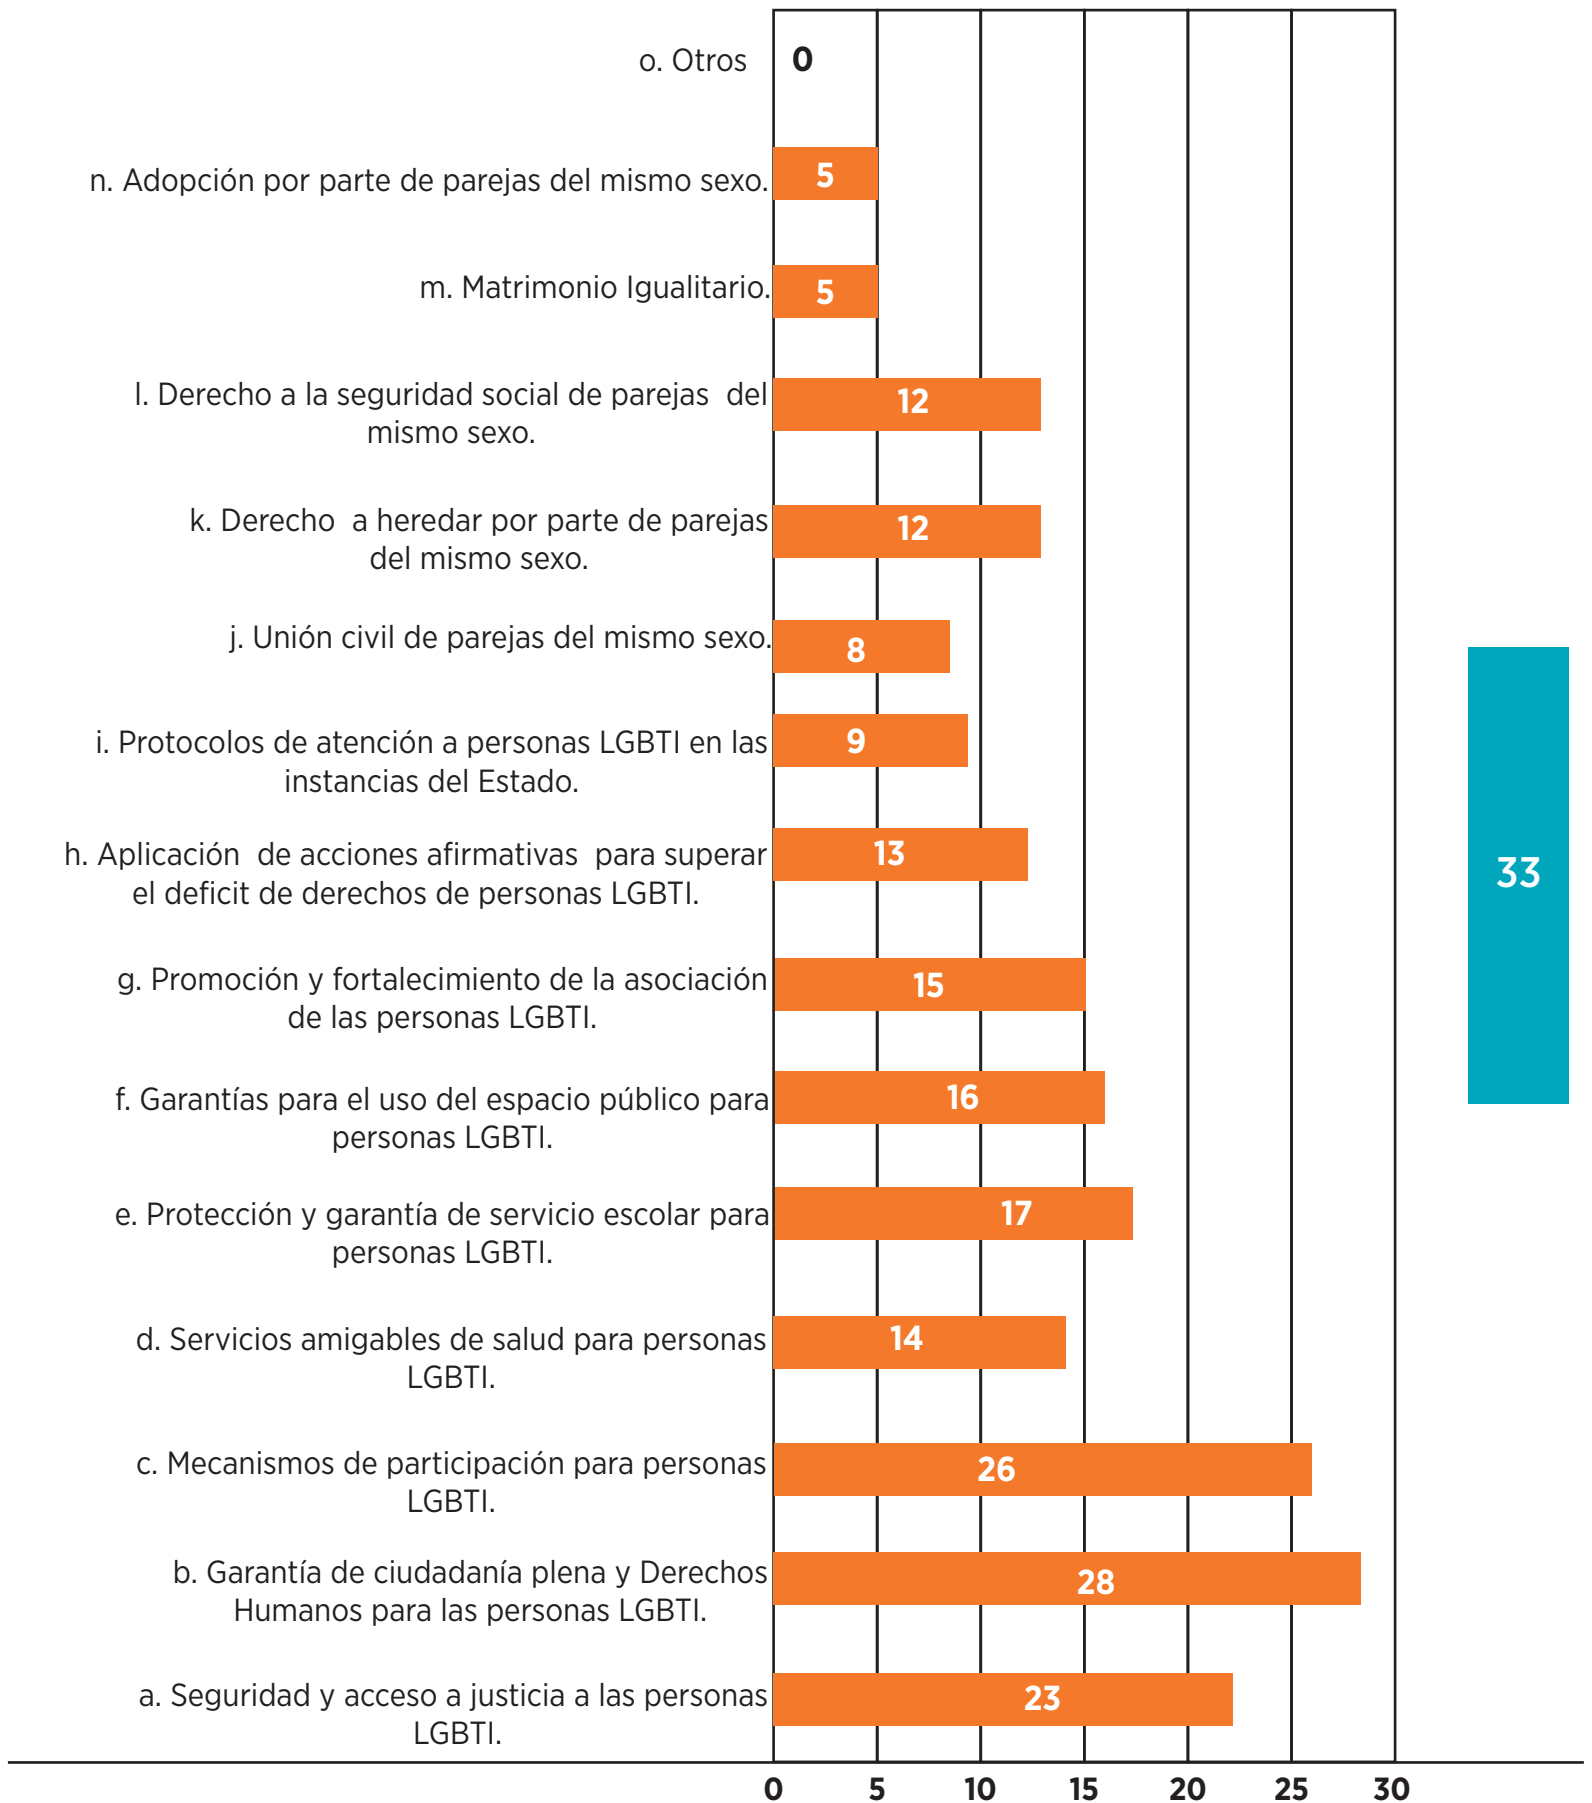 o. Otros
0
n. Adopción por parte de parejas del mismo sexo.
5
m. Matrimonio Igualitario.
5
l. Derecho a la seguridad social de parejas  del
mismo sexo.
12
k. Derecho  a heredar por parte de parejas
del mismo sexo.
12
j. Unión civil de parejas del mismo sexo.
8
i. Protocolos de atención a personas LGBTI en las
instancias del Estado.
9
h. Aplicación  de acciones afirmativas  para superar
el deficit de derechos de personas LGBTI.
13
g. Promoción y fortalecimiento de la asociación
de las personas LGBTI.
15
f. Garantías para el uso del espacio público para
personas LGBTI.
16
e. Protección y garantía de servicio escolar para
personas LGBTI.
17
d. Servicios amigables de salud para personas
LGBTI.
14
c. Mecanismos de participación para personas
LGBTI.
26
b. Garantía de ciudadanía plena y Derechos
Humanos para las personas LGBTI.
28
a. Seguridad y acceso a justicia a las personas
LGBTI.
23
0 5 10 15 20 25 30
33